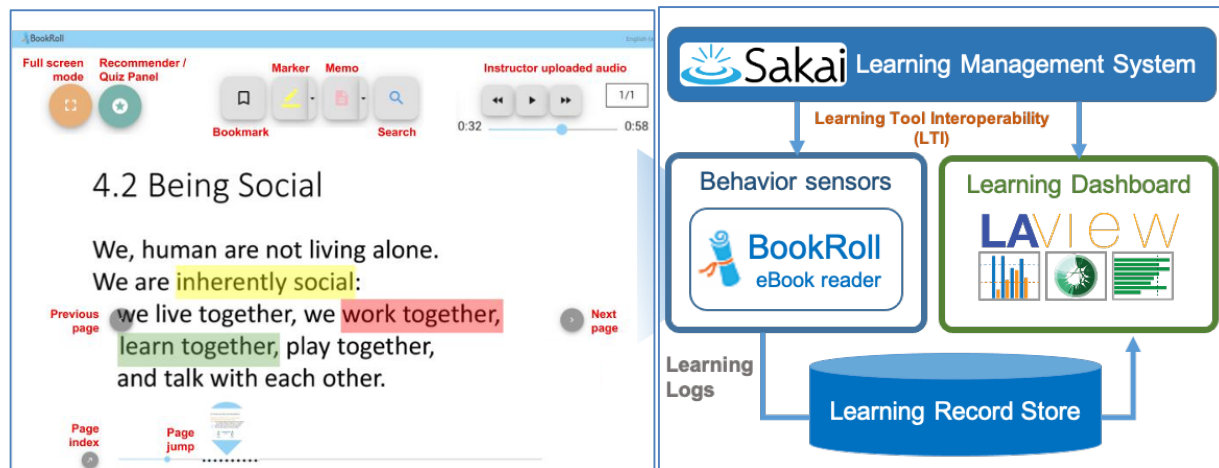 BookRoll
Full screen mode
Recommender / Quiz Panel
Marker
Memo
Instructor uploaded audio
1/1
0:32
0:58
Bookmark
Search
4.2 Being Social
We, human are not living alone.
We are inherently social:
we live together, we work together,
learn together, play together,
and talk with each other.
Previous page
Next page
Page index
Page jump
Sakai Learning Management System
Learning Tool Interoperability
(LTI)
Behavior sensors
BookRoll
eBook reader
Learning Dashboard
LAVIEW
Learning
Logs
Learning Record Store